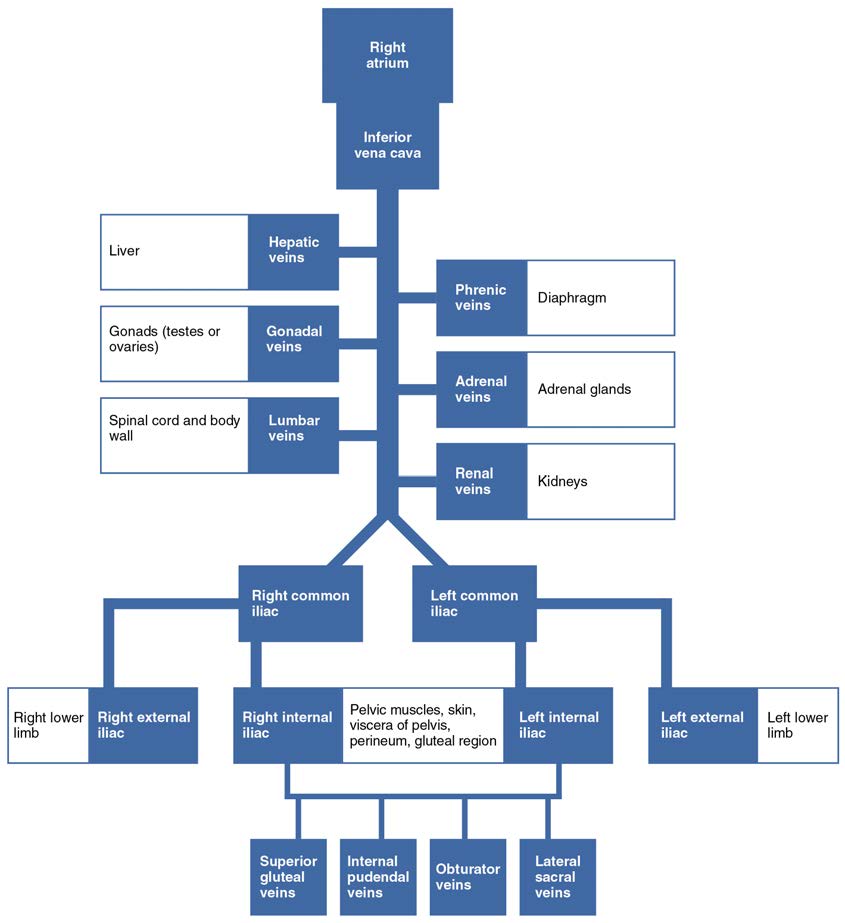 Right
atrium
Inferior
vena cava
Liver
Hepatic
veins
Phrenic
veins
Diaphragm
Gonads (testes or
ovaries)
Gonadal
veins
Adrenal
veins
Adrenal glands
Spinal cord and body
wall
Lumbar
veins
Renal
veins
Kidneys
Right common
iliac
Left common
iliac
Right lower
limb
Right external
iliac
Right internal
iliac
Pelvic muscles, skin,
viscera of pelvis,
perineum, gluteal region
Left internal
iliac
Left external
iliac
Left lower
limb
Superior
gluteal
veins
Internal
pudendal
veins
Obturator
veins
Lateral
sacral
veins